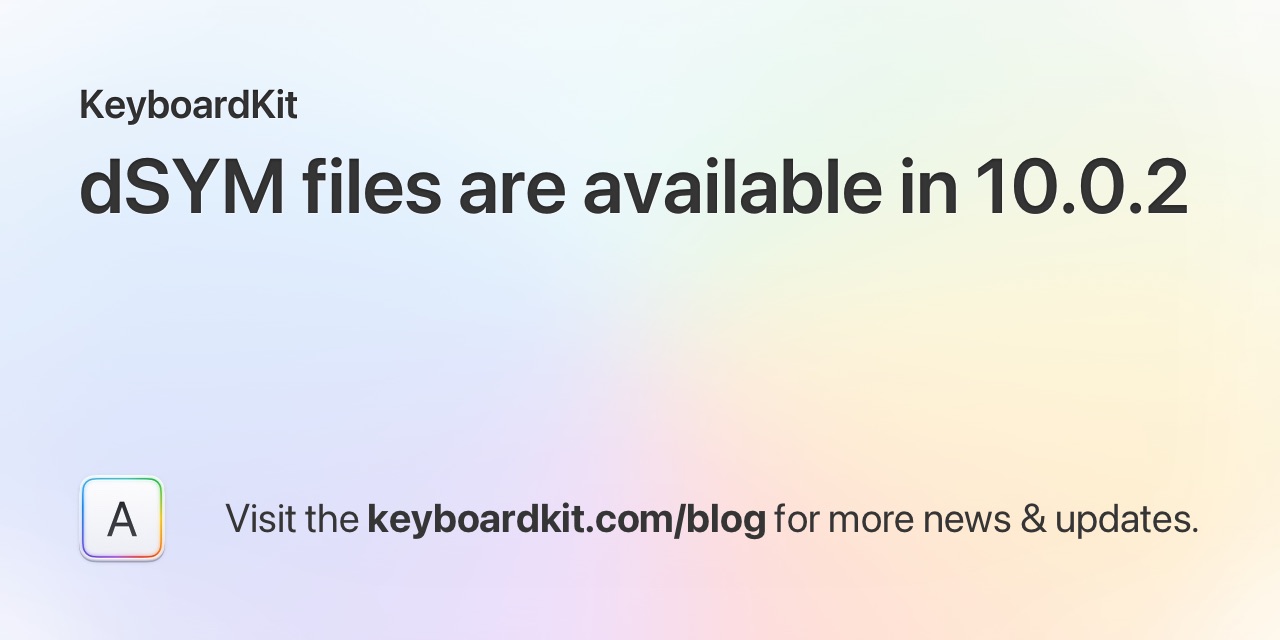 KeyboardKit
dSYM files are available in 10.0.2
A
Visit the keyboardkit.com/blog for more news & updates.